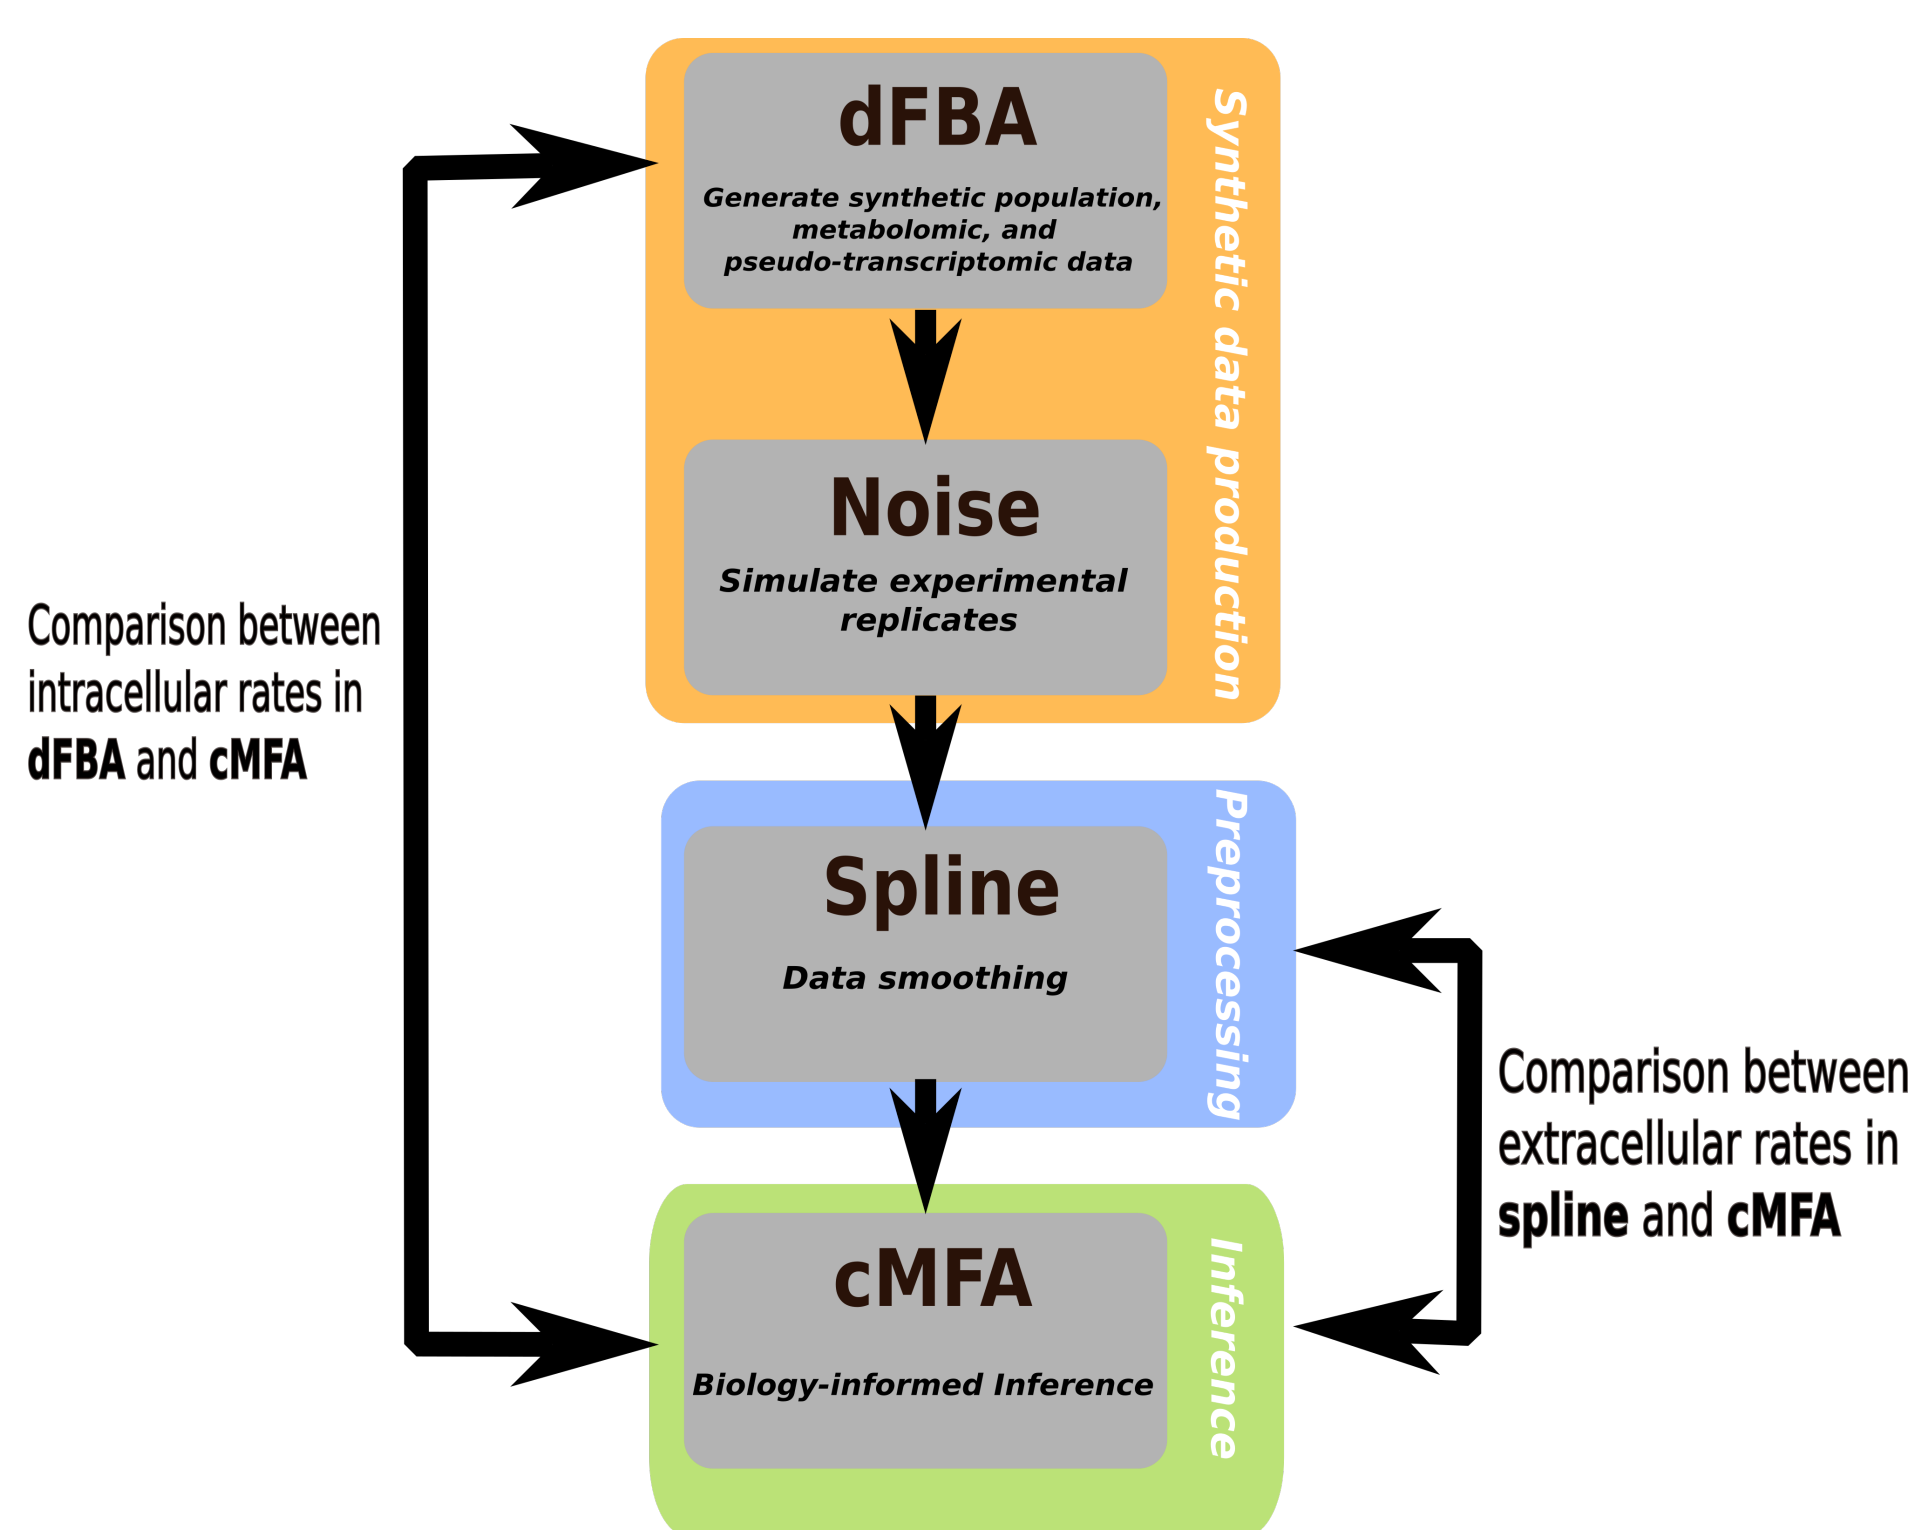 dFBA
Generate synthetic population,
metabolomic, and
pseudo-transcriptomic data
Synthetic data production
Noise
Simulate experimental
replicates
Comparison between
intracellular rates in
dFBA and cMFA
Spline
Data smoothing
Preprocessing
Comparison between
extracellular rates in
spline and cMFA
cMFA
Biology-informed Inference
Inference